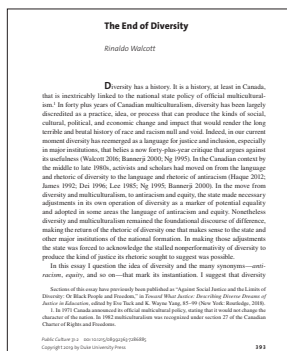 The End of Diversity
Rinaldo Walcott
Diversity has a history. It is a history, at least in Canada,
that is inextricably linked to the national state policy of official multicultural-
ism.1 In forty plus years of Canadian multiculturalism, diversity has been largely
discredited as a practice, idea, or process that can produce the kinds of social,
cultural, political, and economic change and impact that would render the long
terrible and brutal history of race and racism null and void. Indeed, in our current
moment diversity has reemerged as a language for justice and inclusion, especially
in major institutions, that belies a now forty-plus-year critique that argues against
its usefulness (Walcott 2016; Bannerji 2000; Ng 1995). In the Canadian context by
the middle to late 1980s, activists and scholars had moved on from the language
and rhetoric of diversity to the language and rhetoric of antiracism (Haque 2012;
James 1992; Dei 1996; Lee 1985; Ng 1995; Bannerji 2000). In the move from
diversity and multiculturalism, to antiracism and equity, the state made necessary
adjustments in its own operation of diversity as a marker of potential equality
and adopted in some areas the language of antiracism and equity. Nonetheless
diversity and multiculturalism remained the foundational discourse of difference,
making the return of the rhetoric of diversity one that makes sense to the state and
other major institutions of the national formation. In making those adjustments
the state was forced to acknowledge the stalled nonperformativity of diversity to
produce the kind of justice its rhetoric sought to suggest was possible.
In this essay I question the idea of diversity and the many synonyms—anti-
racism, equity, and so on—that mark its instantiation. I suggest that diversity
Sections of this essay have previously been published as "Against Social Justice and the Limits of
Diversity: Or Black People and Freedom," in Toward What Justice: Describing Diverse Dreams of
Justice in Education, edited by Eve Tuck and K. Wayne Yang, 85–99 (New York: Routledge, 2018).
1. In 1971 Canada announced its official multicultural policy, stating that it would not change the
character of the nation. In 1982 multiculturalism was recognized under section 27 of the Canadian
Charter of Rights and Freedoms.
Public Culture 31:2
Copyright 2019 by Duke University Press
393